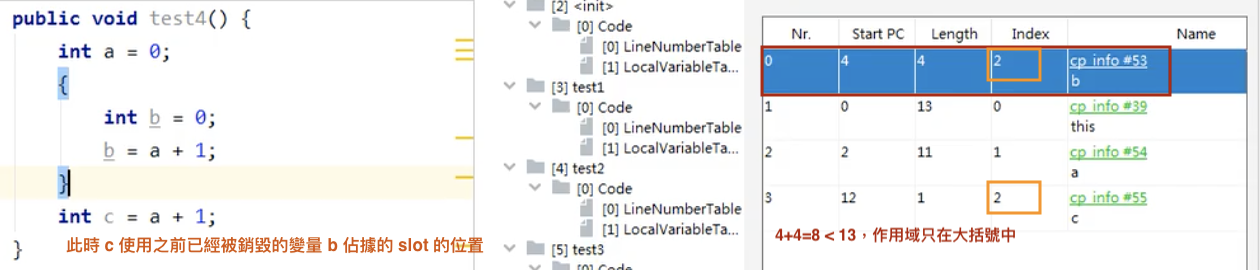 public void test4() {
int a = 0;
{
int b = 0;
b = a + 1;
}
int c = a + 1;
}
此時 c 使用之前已經被銷毀的變量 b 佔據的 slot 的位置
[2] <init>
[0] Code
[0] LineNumberTable
[1] LocalVariableTa...
[3] test1
[0] Code
[0] LineNumberTable
[1] LocalVariableTa...
[4] test2
[0] Code
[0] LineNumberTable
[1] LocalVariableTa...
[5] test3
[0] Code
Nr. Start PC Length Index Name
0 4 4 2 cp_info #53
b
1 0 13 0 cp_info #39
this
2 2 11 1 cp_info #54
a
3 12 1 2 cp_info #55
c
4+4=8 < 13，作用域只在大括號中